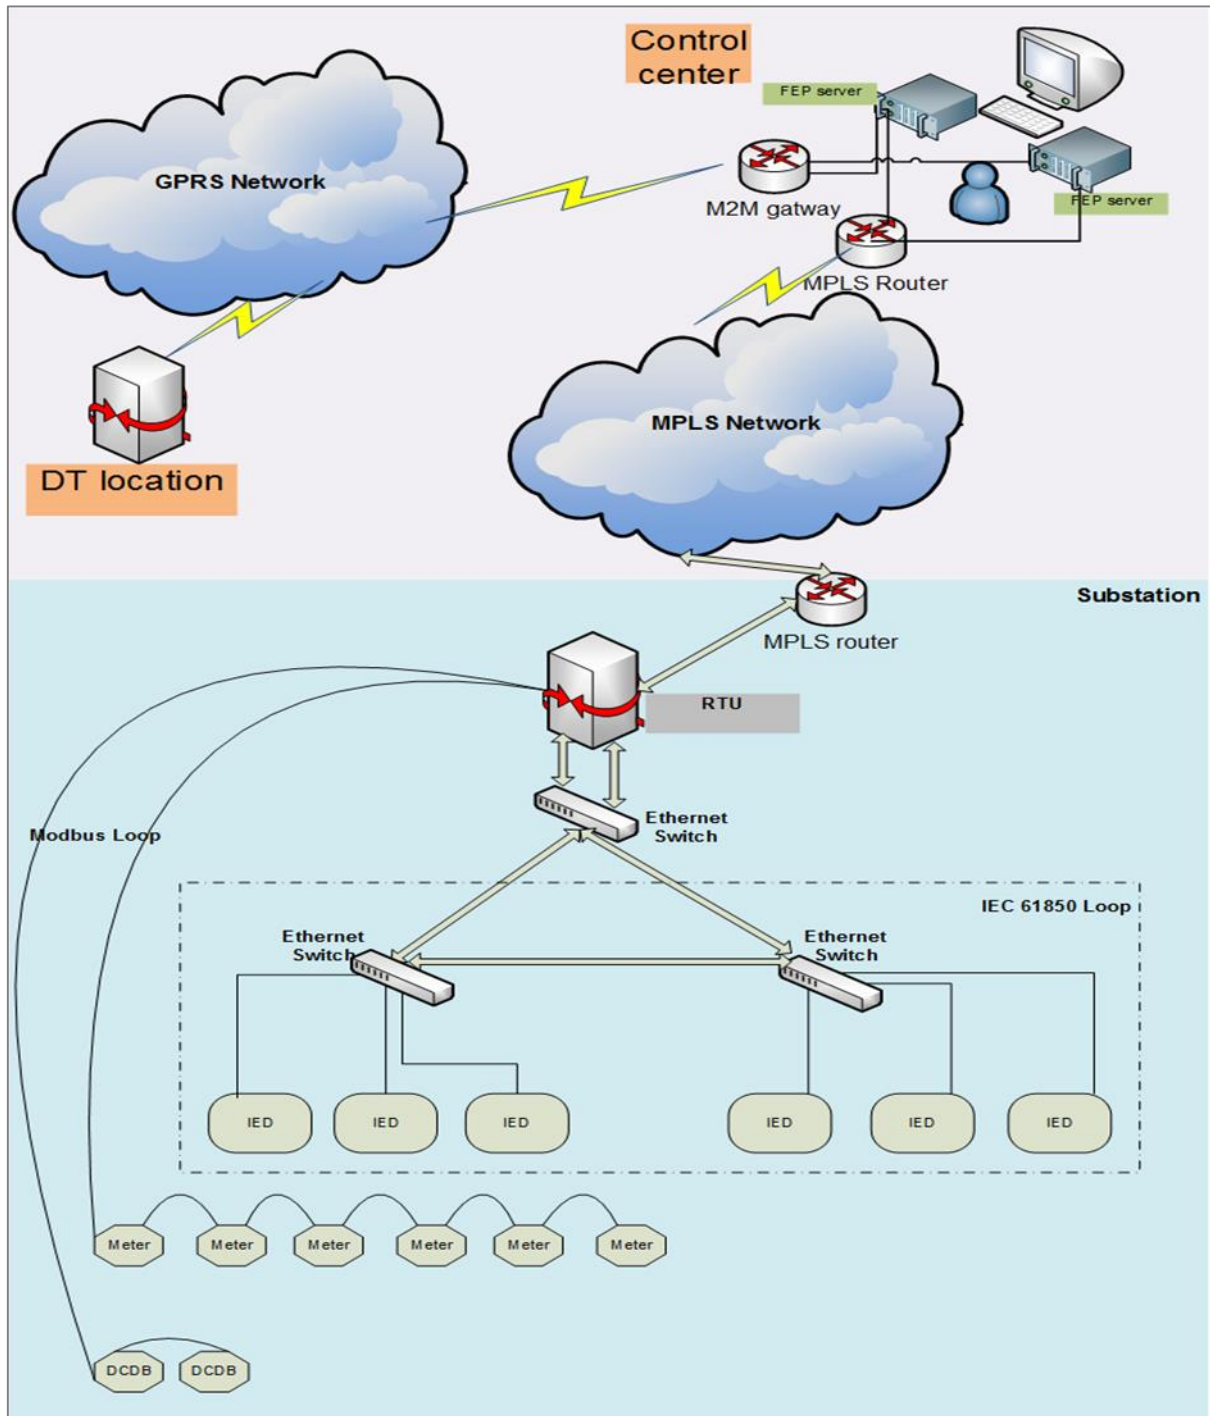 Control
center
FEP server
GPRS Network
M2M gatway
FEP server
MPLS Router
MPLS Network
DT location
Substation
MPLS router
RTU
Ethernet
Switch
Modbus Loop
IEC 61850 Loop
Ethernet
Switch
Ethernet
Switch
IED
IED
IED
IED
IED
IED
Meter
Meter
Meter
Meter
Meter
Meter
DCDB
DCDB